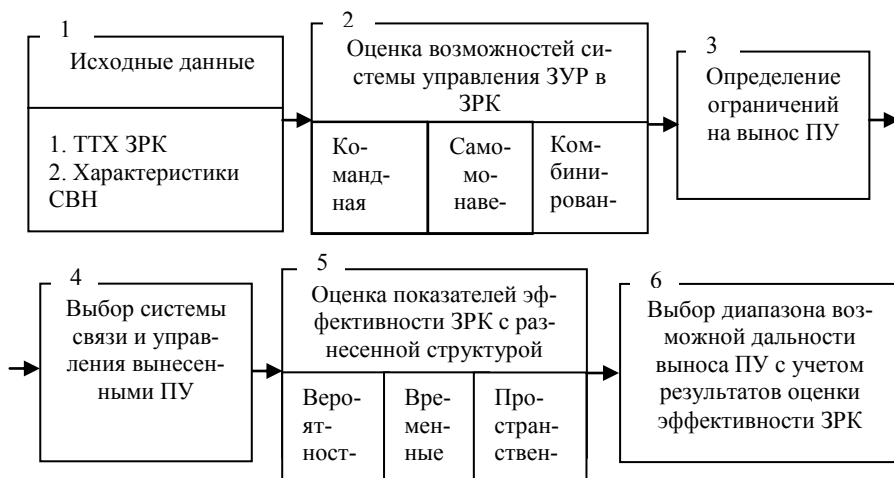 1
Исходные данные
1. ТТХ ЗРК
2. Характеристики
СВН
2
Оценка возможностей си-
стемы управления ЗУР в
ЗРК
Ко-
манд-
ная
Само-
мо-
наве-
Ком-
бини-
рован-
3
Определение
ограничений
на вынос ПУ
4
Выбор системы
связи и управ-
ления вынесен-
ными ПУ
5
Оценка показателей эф-
фективности ЗРК с раз-
несенной структурой
Веро-
ят-
ност-
Вре-
мен-
ные
Про-
стран-
ствен-
6
Выбор диапазона воз-
можной дальности
выноса ПУ с учетом
результатов оценки
эффективности ЗРК